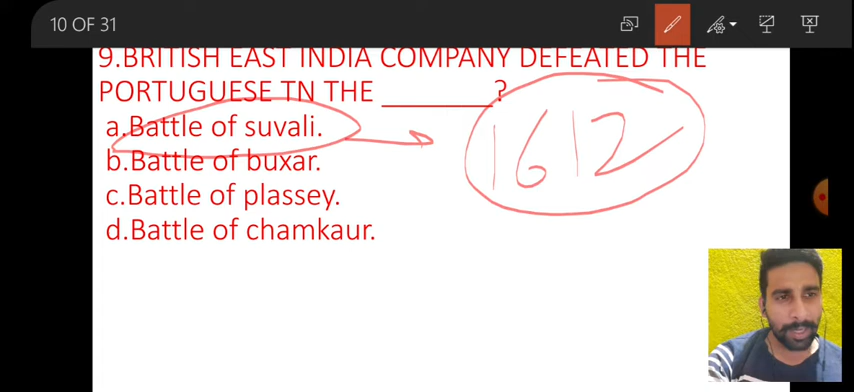 10 OF 31
9.BRITISH EAST INDIA COMPANY DEFEATED THE
PORTUGUESE TN THE ________?
a.Battle of suvali.
1612
b.Battle of buxar.
c.Battle of plassey.
d.Battle of chamkaur.